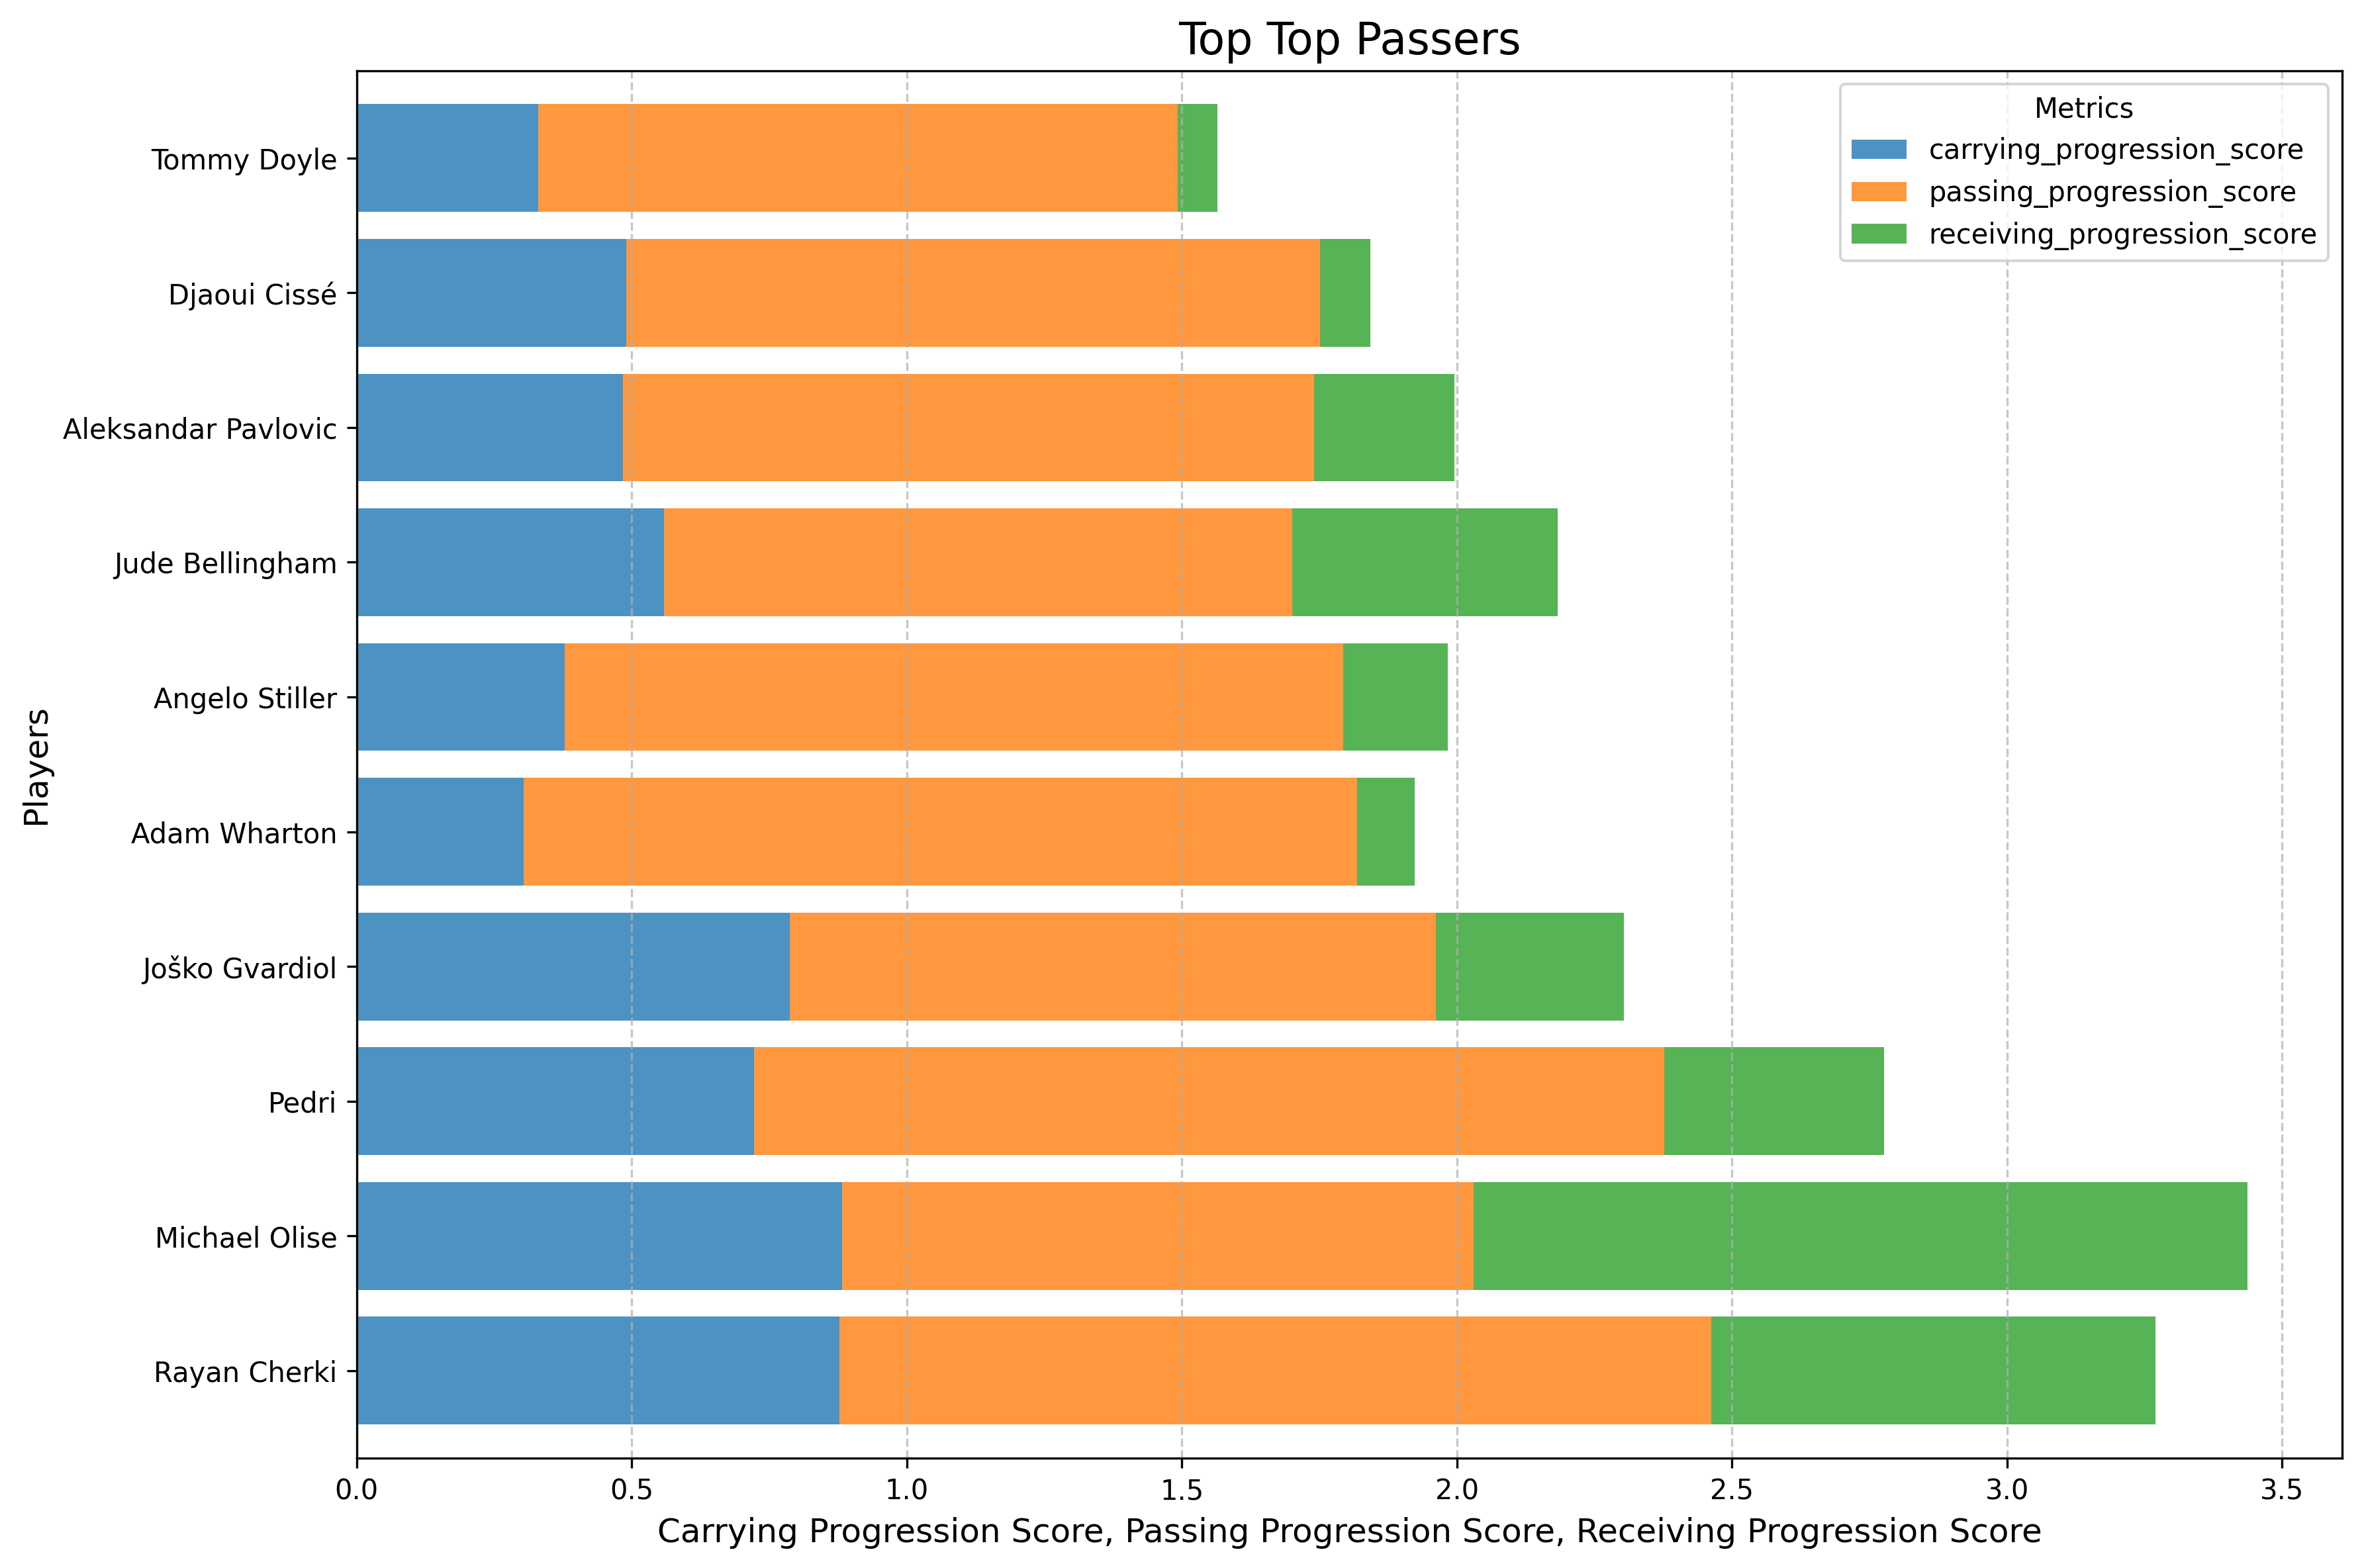 Top Top Passers
Metrics
carrying_progression_score
passing_progression_score
receiving_progression_score
Players
Tommy Doyle
Djaoui Cissé
Aleksandar Pavlovic
Jude Bellingham
Angelo Stiller
Adam Wharton
Joško Gvardiol
Pedri
Michael Olise
Rayan Cherki
0.0 0.5 1.0 1.5 2.0 2.5 3.0 3.5
Carrying Progression Score, Passing Progression Score, Receiving Progression Score